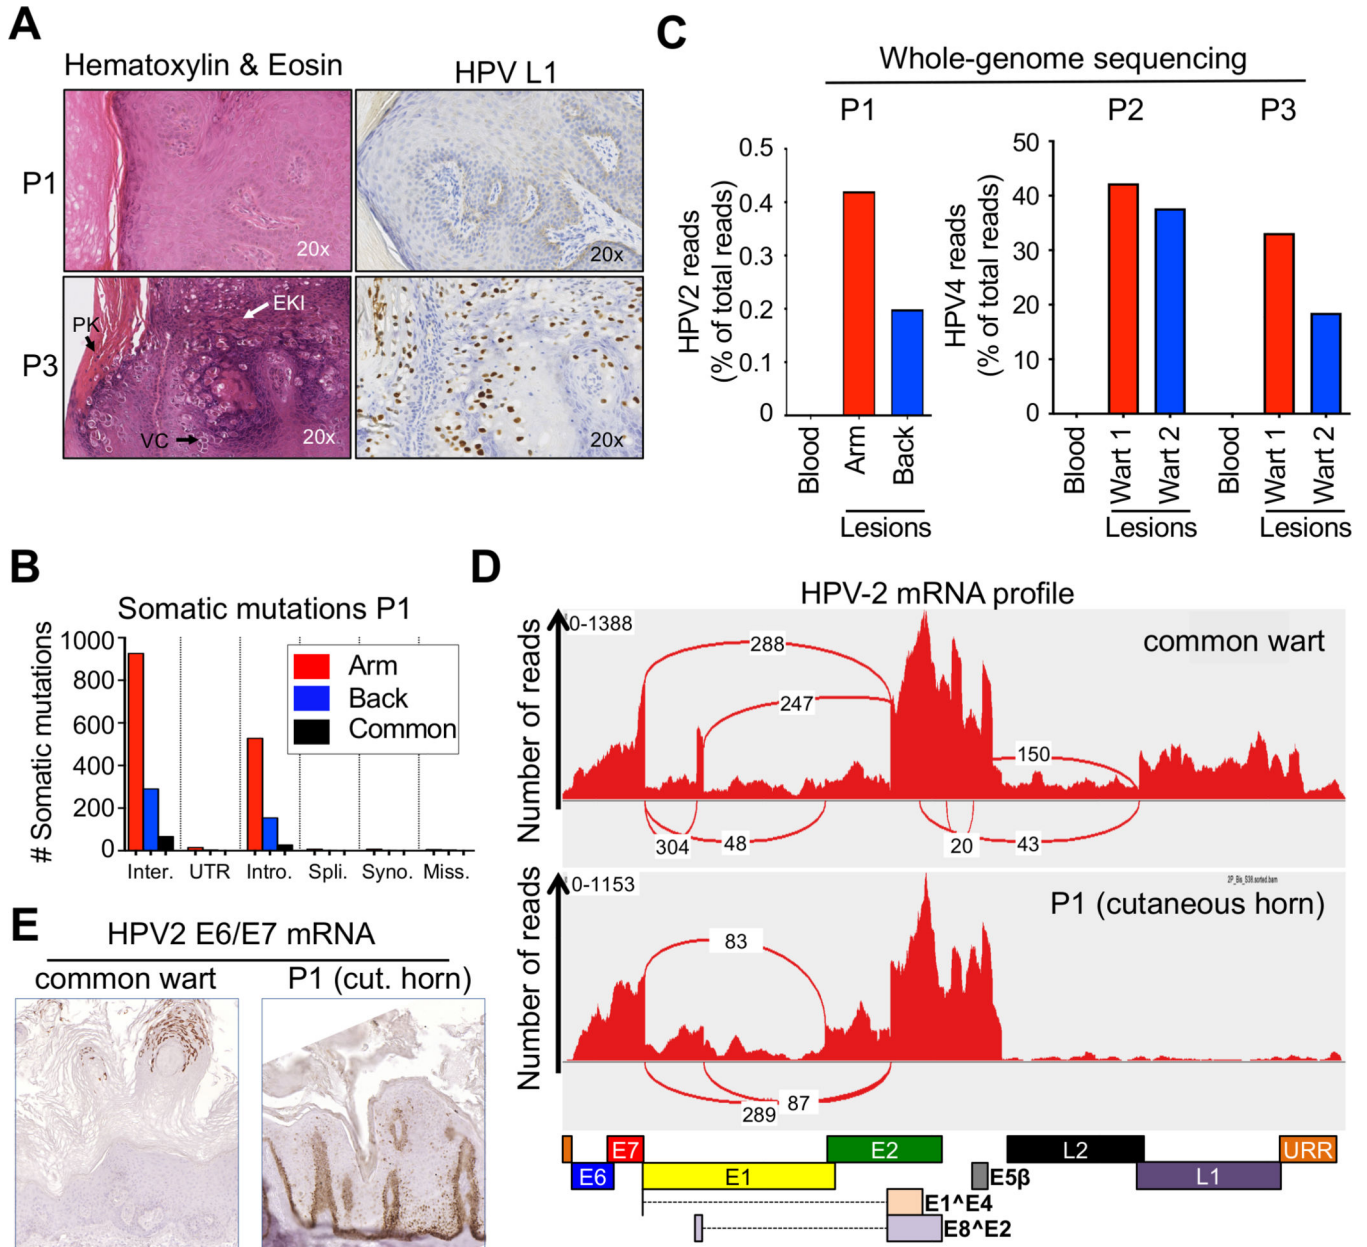 A
Hematoxylin & Eosin
HPV L1
P1
20x
20x
P3
PK
EKI
VC
20x
20x
C
Whole-genome sequencing
P1
P2
P3
HPV2 reads
(% of total reads)
0.5
0.4
0.3
0.2
0.1
0
Blood
Arm
Back
Lesions
HPV4 reads
(% of total reads)
50
40
30
20
10
0
Blood
Wart 1
Wart 2
Blood
Wart 1
Wart 2
Lesions
Lesions
B
Somatic mutations P1
# Somatic mutations
1000
800
600
400
200
0
Arm
Back
Common
Inter.
UTR
Intro.
Spli.
Syno.
Miss.
D
HPV-2 mRNA profile
Number of reads
0-1388
common wart
288
247
150
304
48
20
43
Number of reads
0-1153
2P_Bie_S36.sorted.bam
P1 (cutaneous horn)
83
87
289
E7
E2
L2
URR
E6
E1
E5β
L1
E1^E4
E8^E2
E
HPV2 E6/E7 mRNA
common wart
P1 (cut. horn)